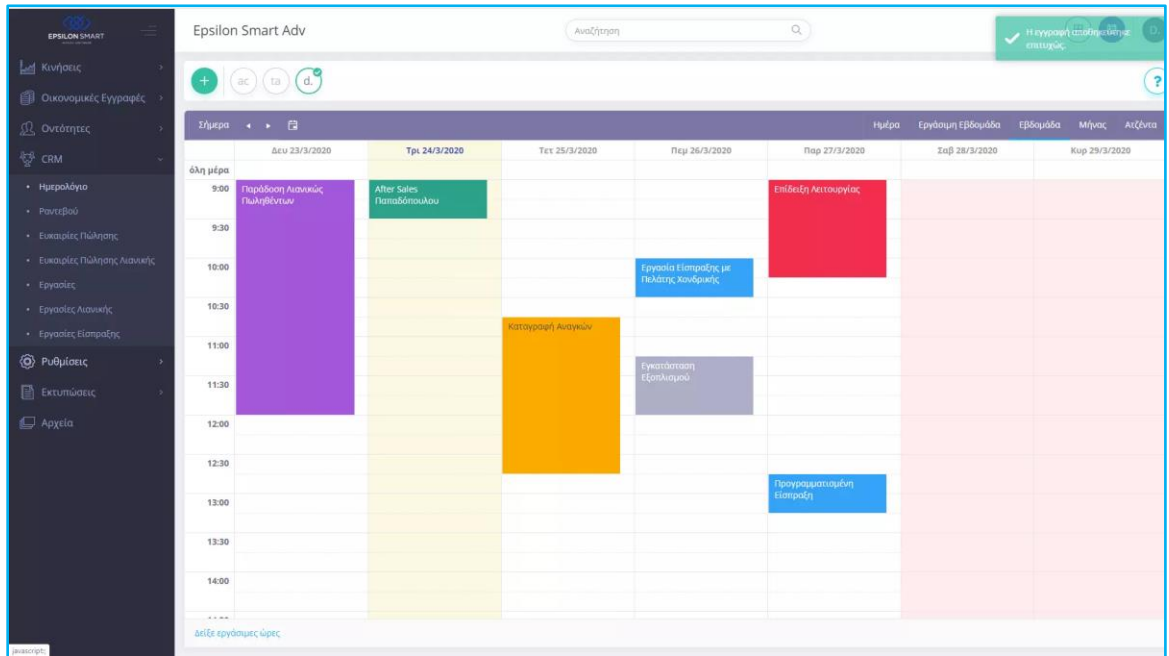 EPSILON SMART
Epsilon Smart Adv
Αναζήτηση
Η εγγραφή αποθηκεύτηκε
επιτυχώς.
D.
Κινήσεις
Οικονομικές Εγγραφές
Οντότητες
CRM
Ημερολόγιο
Ραντεβού
Ευκαιρίες Πώλησης
Ευκαιρίες Πώλησης Λιανικής
Εργασίες
Εργασίες Λιανικής
Εργασίες Είσπραξης
Ρυθμίσεις
Εκτυπώσεις
Αρχεία
+ ac ta d. ?
Σήμερα Ημέρα Εργάσιμη Εβδομάδα Εβδομάδα Μήνας Ατζέντα
Δευ 23/3/2020 Τρι 24/3/2020 Τετ 25/3/2020 Πεμ 26/3/2020 Παρ 27/3/2020 Σαβ 28/3/2020 Κυρ 29/3/2020
όλη μέρα
9:00
Παράδοση Λιανικώς
Πωληθέντων
After Sales
Παπαδόπουλου
Επίδειξη Λειτουργίας
9:30
10:00
Εργασία Είσπραξης με
Πελάτης Χονδρικής
10:30
Καταγραφή Αναγκών
11:00
Εγκατάσταση
Εξοπλισμού
11:30
12:00
12:30
Προγραμματισμένη
Είσπραξη
13:00
13:30
14:00
Δείξε εργάσιμες ώρες
javascript:;